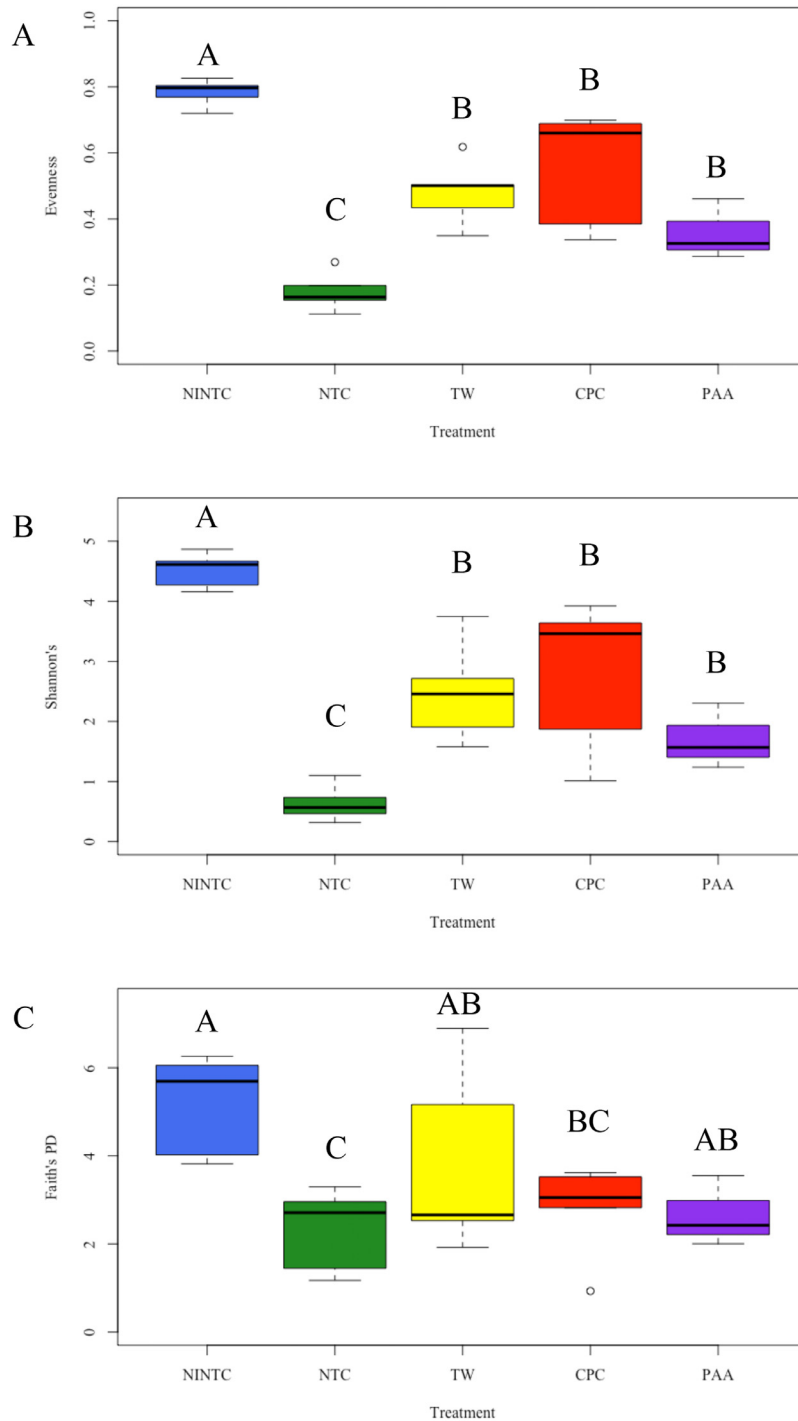 A
A
B
B
B
C
Evenness
1.0
0.8
0.6
0.4
0.2
0.0
NINTC NTC TW CPC PAA
Treatment
B
A
B
B
B
C
Shannon's
5
4
3
2
1
0
NINTC NTC TW CPC PAA
Treatment
C
A
AB
BC
AB
C
Faith's PD
6
4
2
0
NINTC NTC TW CPC PAA
Treatment